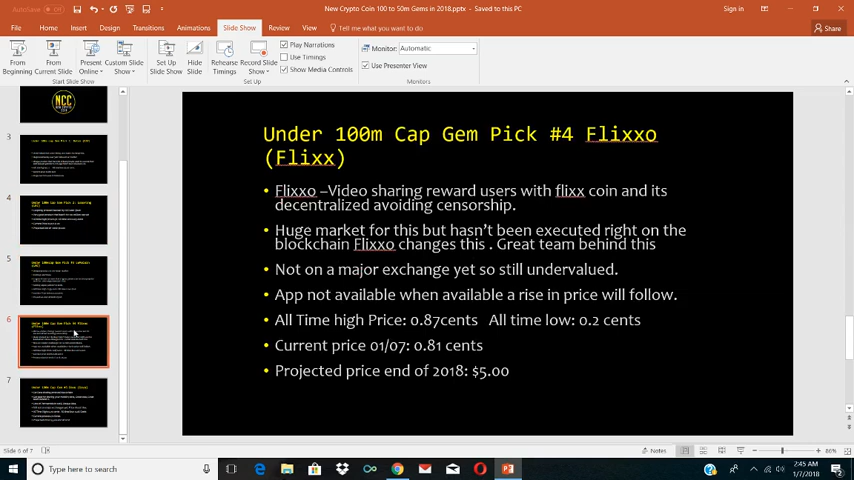 AutoSave
New Crypto Coin 100 to 50m Gems in 2018.pptx - Saved to this PC
Sign in
File Home Insert Draw Design Transitions Animations Slide Show Review View Tell me what you want to do
Share
From Beginning
From Current Slide
Present Online
Custom Slide Show
Set Up Slide Show
Hide Slide
Rehearse Timings
Record Slide Show
Play Narrations
Use Timings
Show Media Controls
Monitor: Automatic
Use Presenter View
Start Slide Show
Set Up
Monitors
NCC
3
4
5
6
7
Under 100m Cap Gem Pick #4 Flixxo
(Flixx)
Flixxo –Video sharing reward users with flixx coin and its
decentralized avoiding censorship.
Huge market for this but hasn't been executed right on the
blockchain Flixxo changes this . Great team behind this
Not on a major exchange yet so still undervalued.
App not available when available a rise in price will follow.
All Time high Price: 0.87cents All time low: 0.2 cents
Current price 01/07: 0.81 cents
Projected price end of 2018: $5.00
Slide 6 of 7
Notes
86%
Type here to search
2:45 AM
1/7/2018